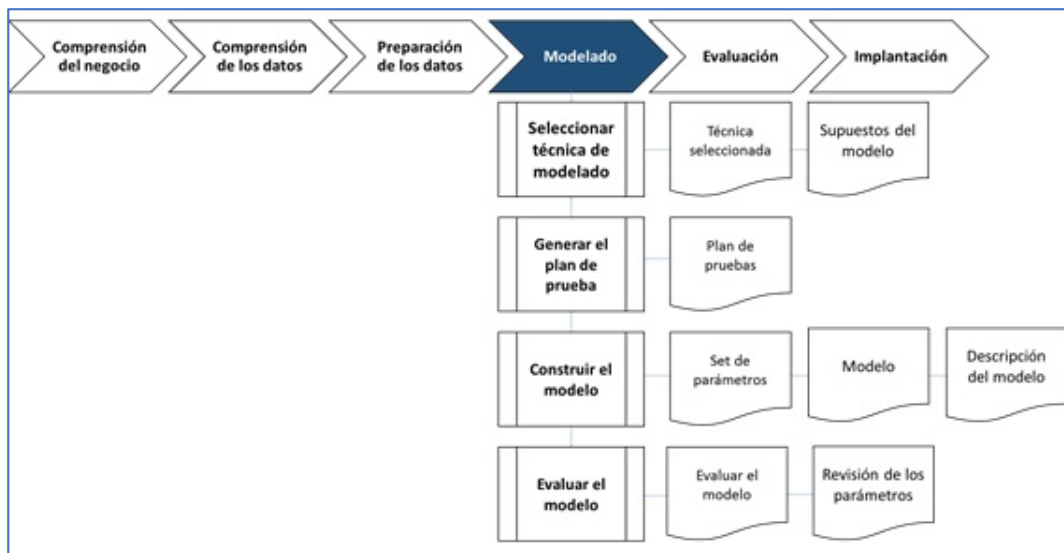 Comprensión
del negocio
Comprensión
de los datos
Preparación
de los datos
Modelado
Evaluación
Implantación
Seleccionar
técnica de
modelado
Técnica
seleccionada
Supuestos del
modelo
Generar el
plan de
prueba
Plan de
pruebas
Construir el
modelo
Set de
parámetros
Modelo
Descripción
del modelo
Evaluar el
modelo
Evaluar el
modelo
Revisión de los
parámetros